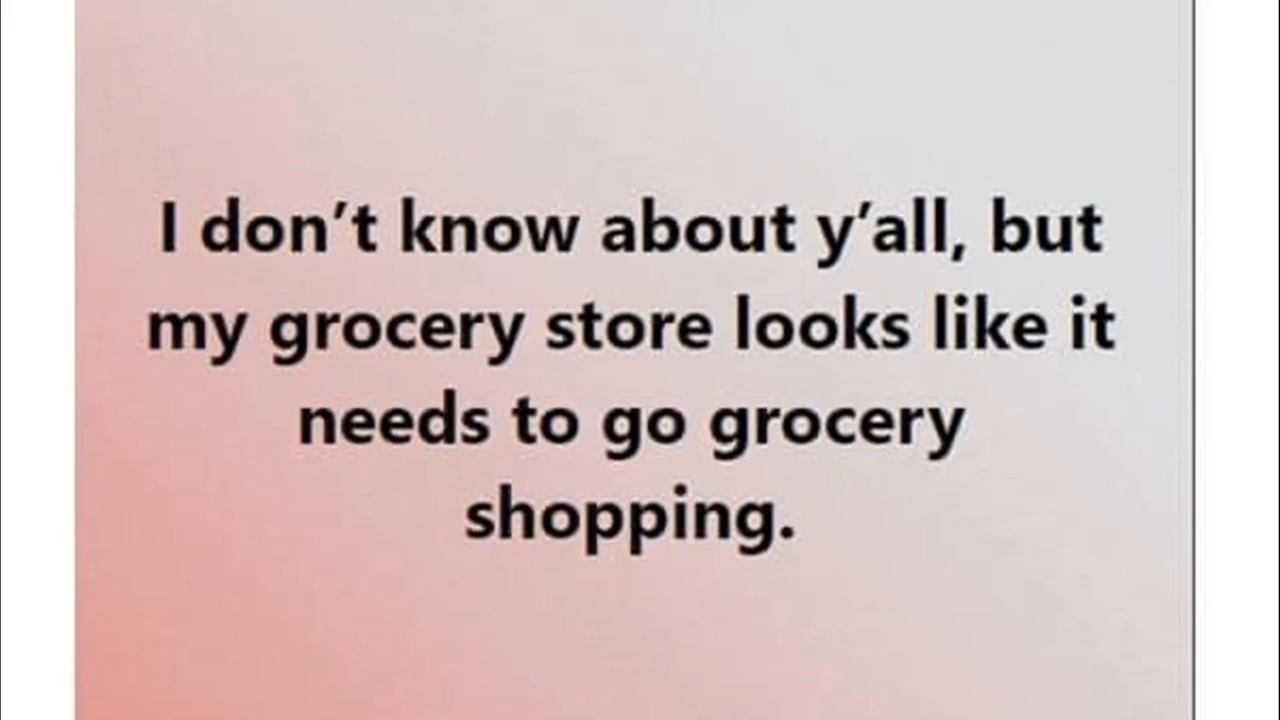 I don’t know about y’all, but
my grocery store looks like it
needs to go grocery
shopping.